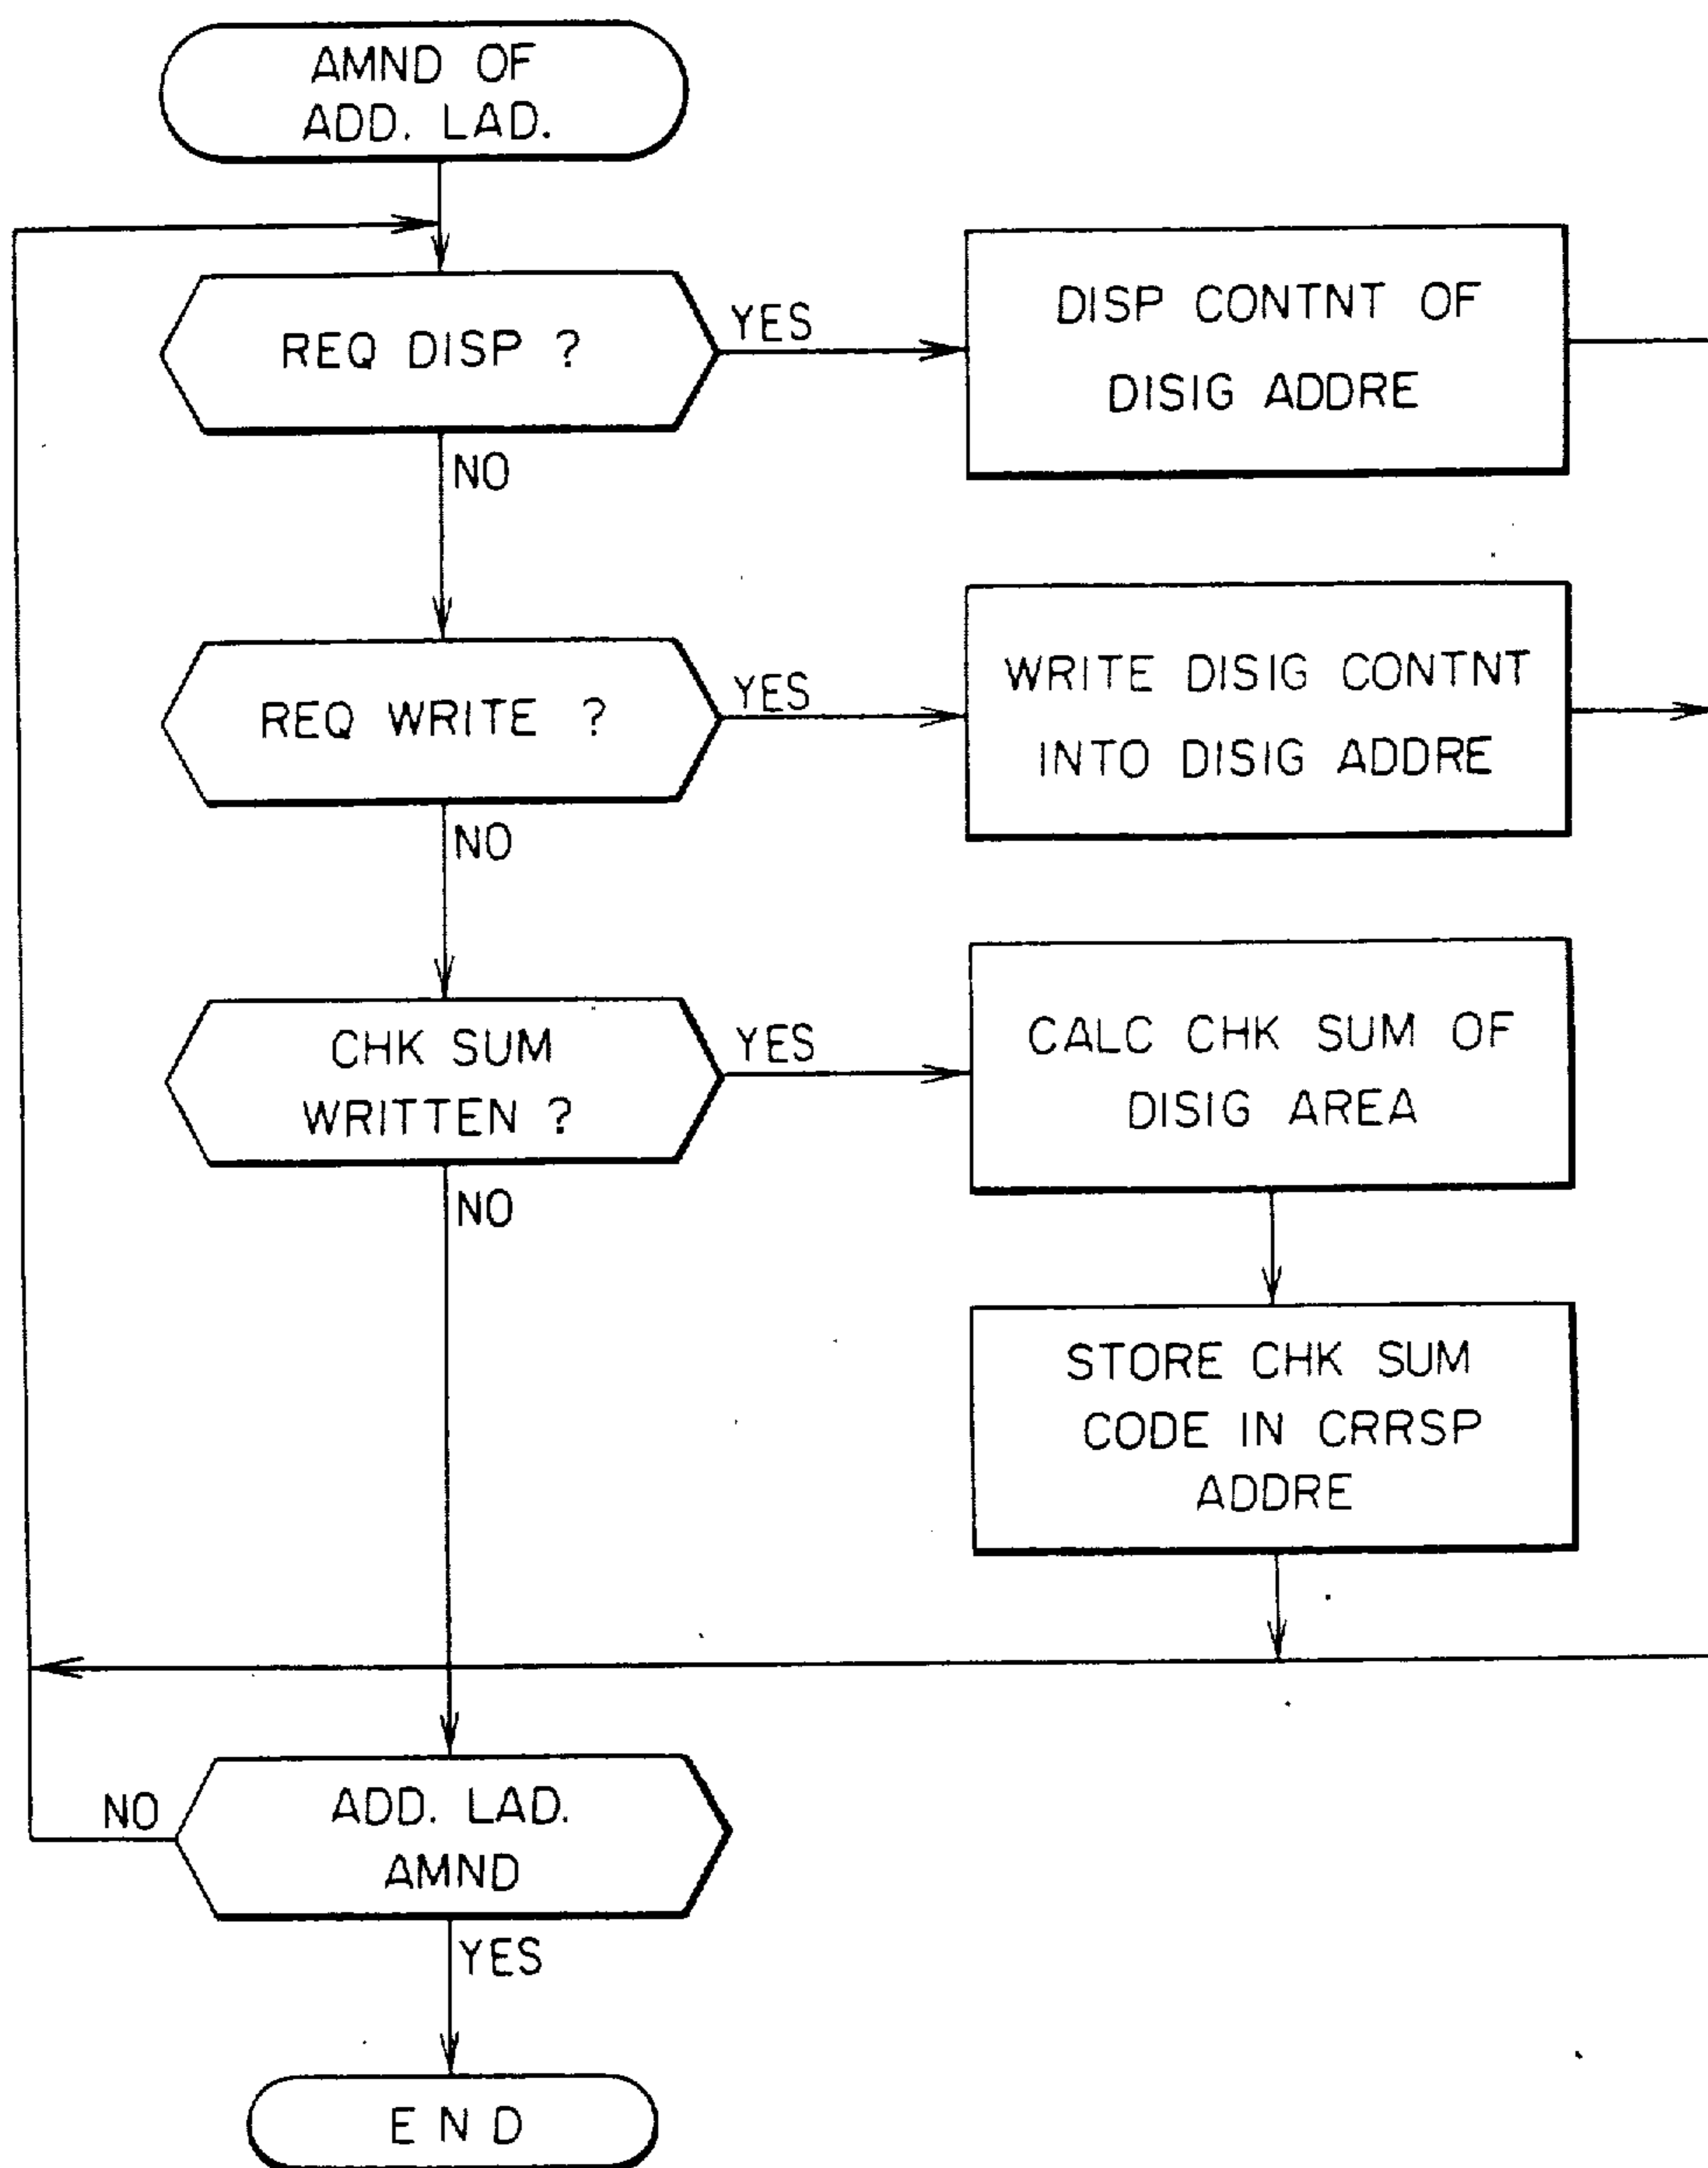 AMND OF
ADD. LAD.
REQ DISP ?
YES
DISP CONTNT OF
DISIG ADDRE
NO
REQ WRITE ?
YES
WRITE DISIG CONTNT
INTO DISIG ADDRE
NO
CHK SUM
WRITTEN ?
YES
CALC CHK SUM OF
DISIG AREA
NO
STORE CHK SUM
CODE IN CRRSP
ADDRE
NO
ADD. LAD.
AMND
YES
END